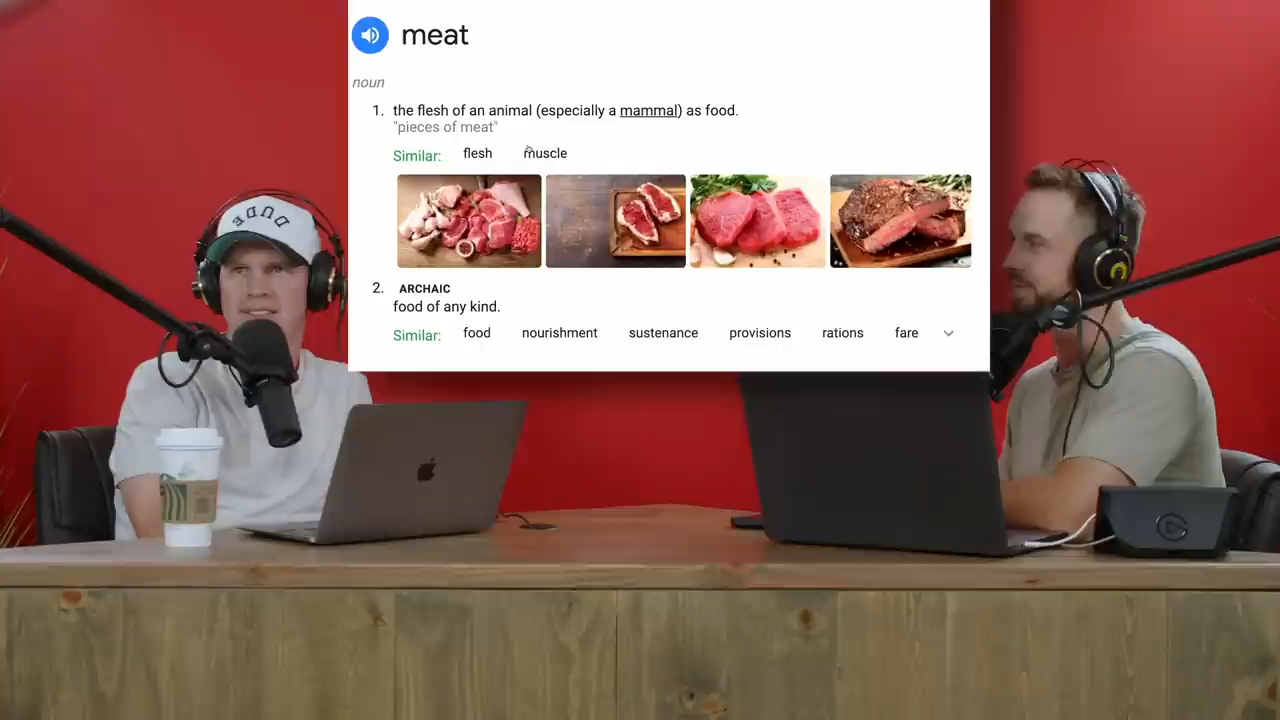 meat
noun
1. the flesh of an animal (especially a mammal) as food.
"pieces of meat"
Similar: flesh muscle
2. ARCHAIC
food of any kind.
Similar: food nourishment sustenance provisions rations fare
DUDE